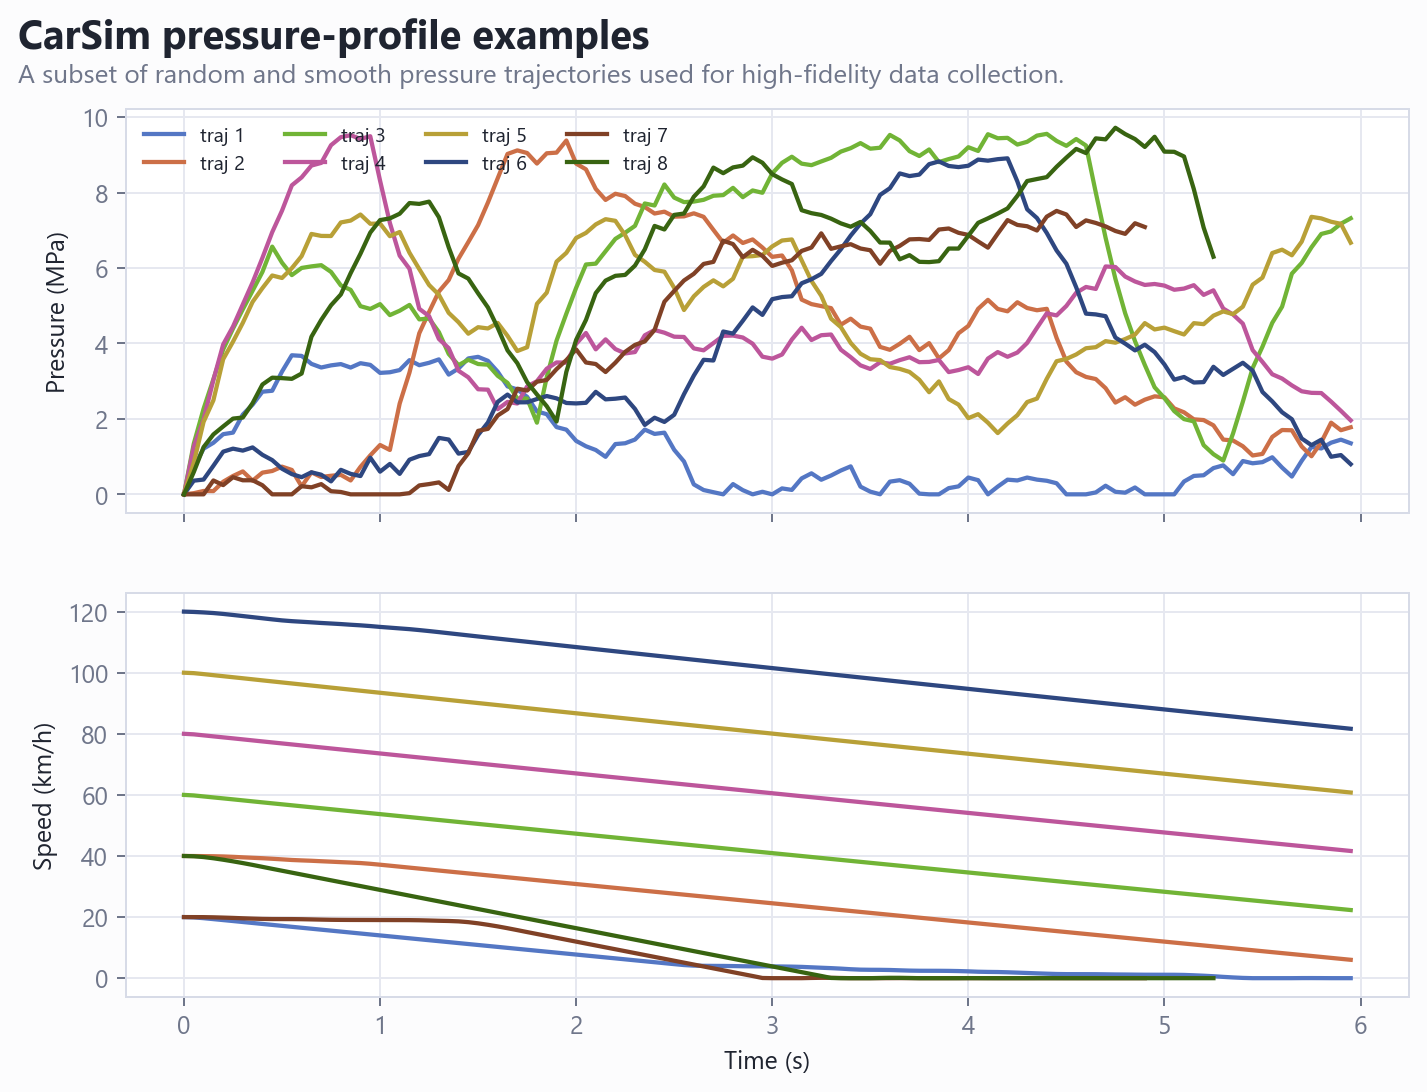 CarSim pressure-profile examples
A subset of random and smooth pressure trajectories used for high-fidelity data collection.
Pressure (MPa)
10
8
6
4
2
0
traj 1 traj 3 traj 5 traj 7
traj 2 traj 4 traj 6 traj 8
Speed (km/h)
120
100
80
60
40
20
0
0 1 2 3 4 5 6
Time (s)